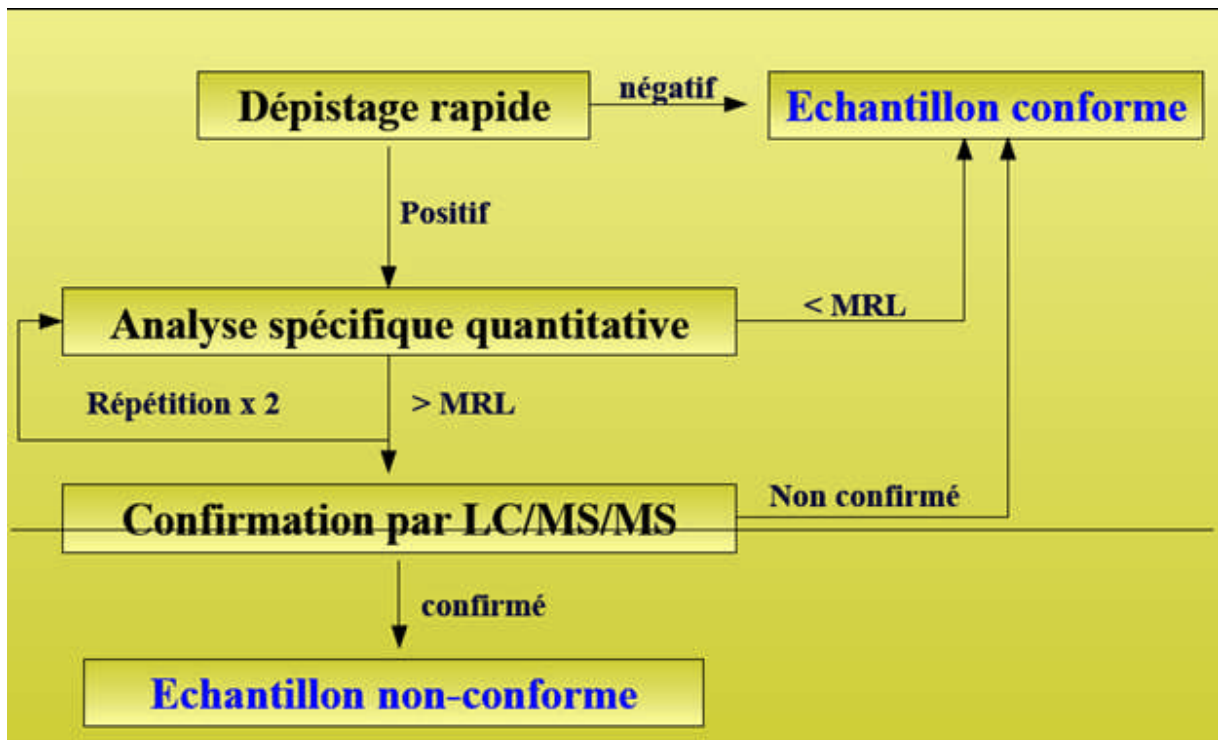 Dépistage rapide
négatif
Echantillon conforme
Positif
Analyse spécifique quantitative
< MRL
Répétition x 2
> MRL
Confirmation par LC/MS/MS
Non confirmé
confirmé
Echantillon non-conforme